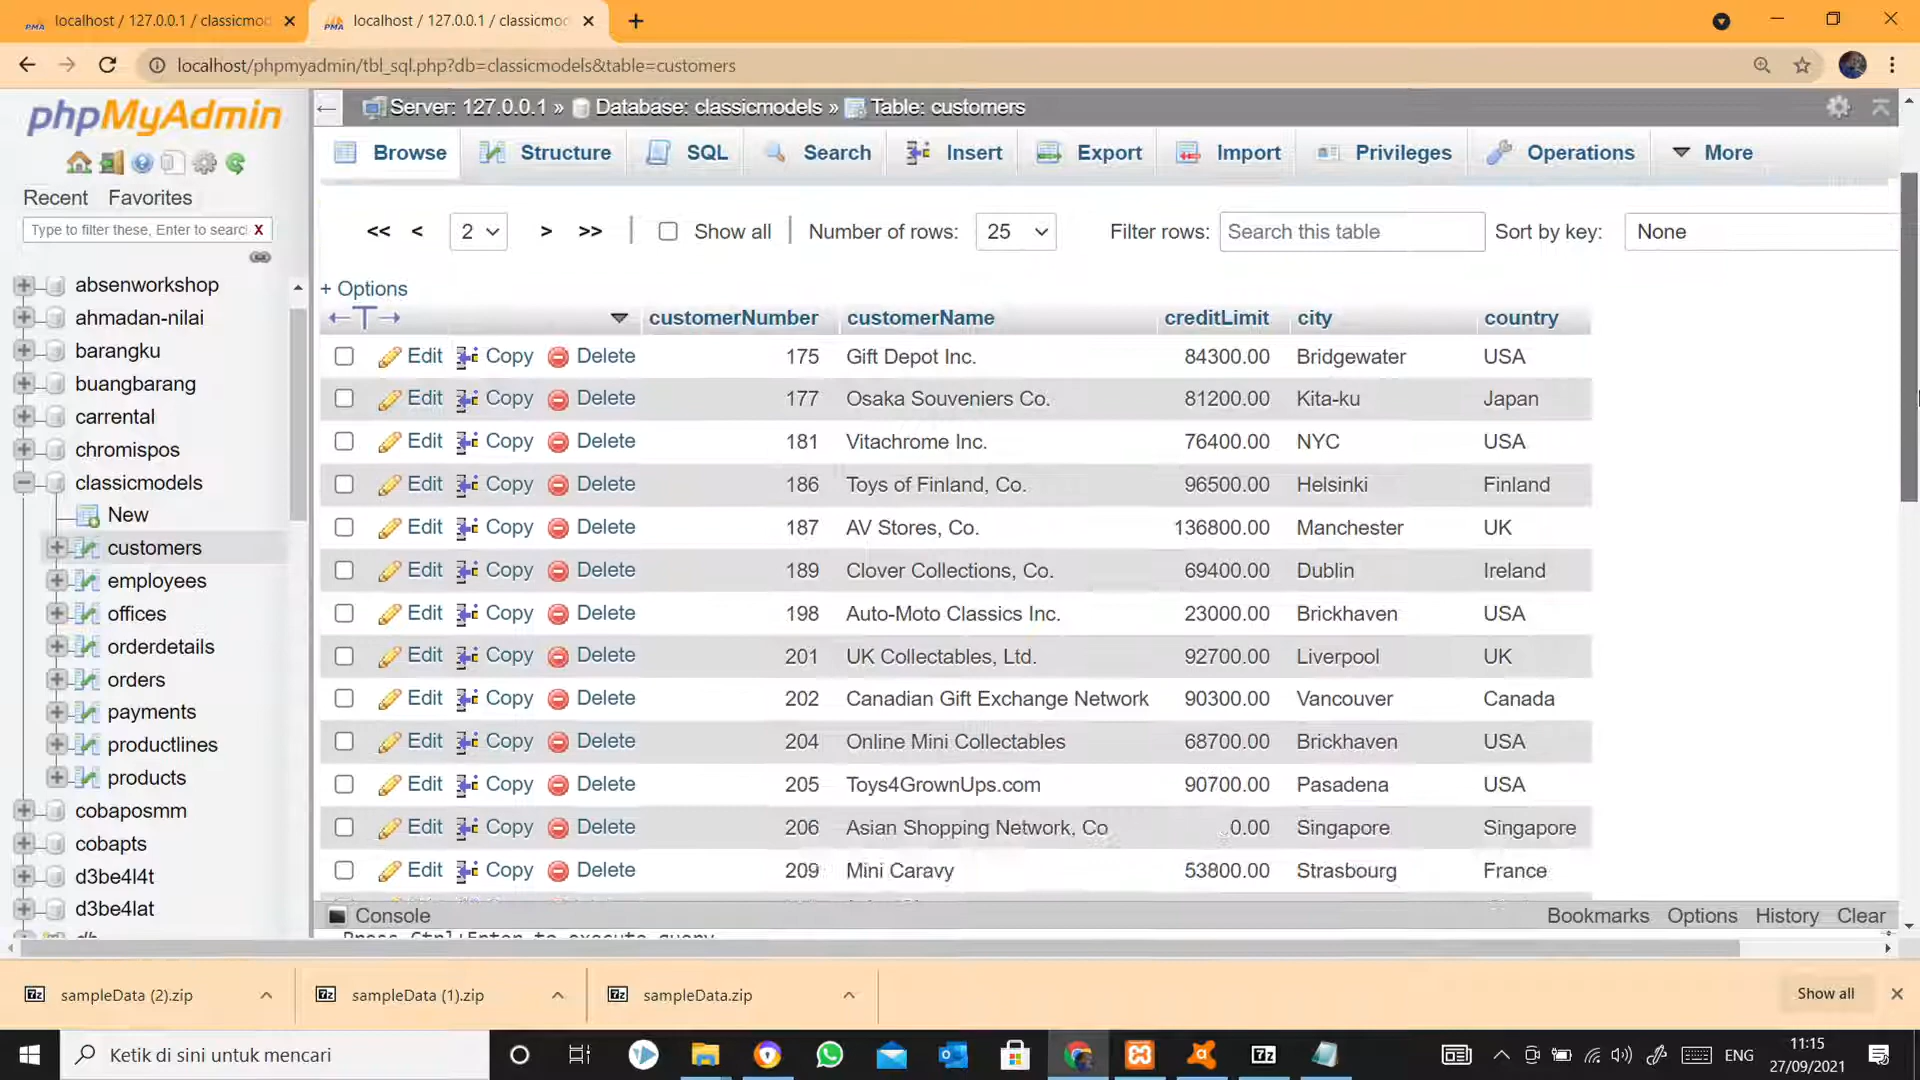 localhost / 127.0.0.1 / classicmod
localhost / 127.0.0.1 / classicmo
localhost/phpmyadmin/tbl_sql.php?db=classicmodels&table=customers
phpMyAdmin
Server: 127.0.0.1 » Database: classicmodels » Table: customers
Browse Structure SQL Search Insert Export Import Privileges Operations More
Recent Favorites
Type to filter these, Enter to search X
<< < 2 > >> Show all Number of rows: 25 Filter rows: Search this table Sort by key: None
+ Options
customerNumber customerName creditLimit city country
Edit Copy Delete 175 Gift Depot Inc. 84300.00 Bridgewater USA
Edit Copy Delete 177 Osaka Souveniers Co. 81200.00 Kita-ku Japan
Edit Copy Delete 181 Vitachrome Inc. 76400.00 NYC USA
Edit Copy Delete 186 Toys of Finland, Co. 96500.00 Helsinki Finland
Edit Copy Delete 187 AV Stores, Co. 136800.00 Manchester UK
Edit Copy Delete 189 Clover Collections, Co. 69400.00 Dublin Ireland
Edit Copy Delete 198 Auto-Moto Classics Inc. 23000.00 Brickhaven USA
Edit Copy Delete 201 UK Collectables, Ltd. 92700.00 Liverpool UK
Edit Copy Delete 202 Canadian Gift Exchange Network 90300.00 Vancouver Canada
Edit Copy Delete 204 Online Mini Collectables 68700.00 Brickhaven USA
Edit Copy Delete 205 Toys4GrownUps.com 90700.00 Pasadena USA
Edit Copy Delete 206 Asian Shopping Network, Co 0.00 Singapore Singapore
Edit Copy Delete 209 Mini Caravy 53800.00 Strasbourg France
absenworkshop
ahmadan-nilai
barangku
buangbarang
carrental
chromispos
classicmodels
New
customers
employees
offices
orderdetails
orders
payments
productlines
products
cobaposmm
cobapts
d3be4l4t
d3be4lat
Console Bookmarks Options History Clear
Press Ctrl+Enter to execute query
sampleData (2).zip sampleData (1).zip sampleData.zip Show all
Ketik di sini untuk mencari
ENG
11:15
27/09/2021